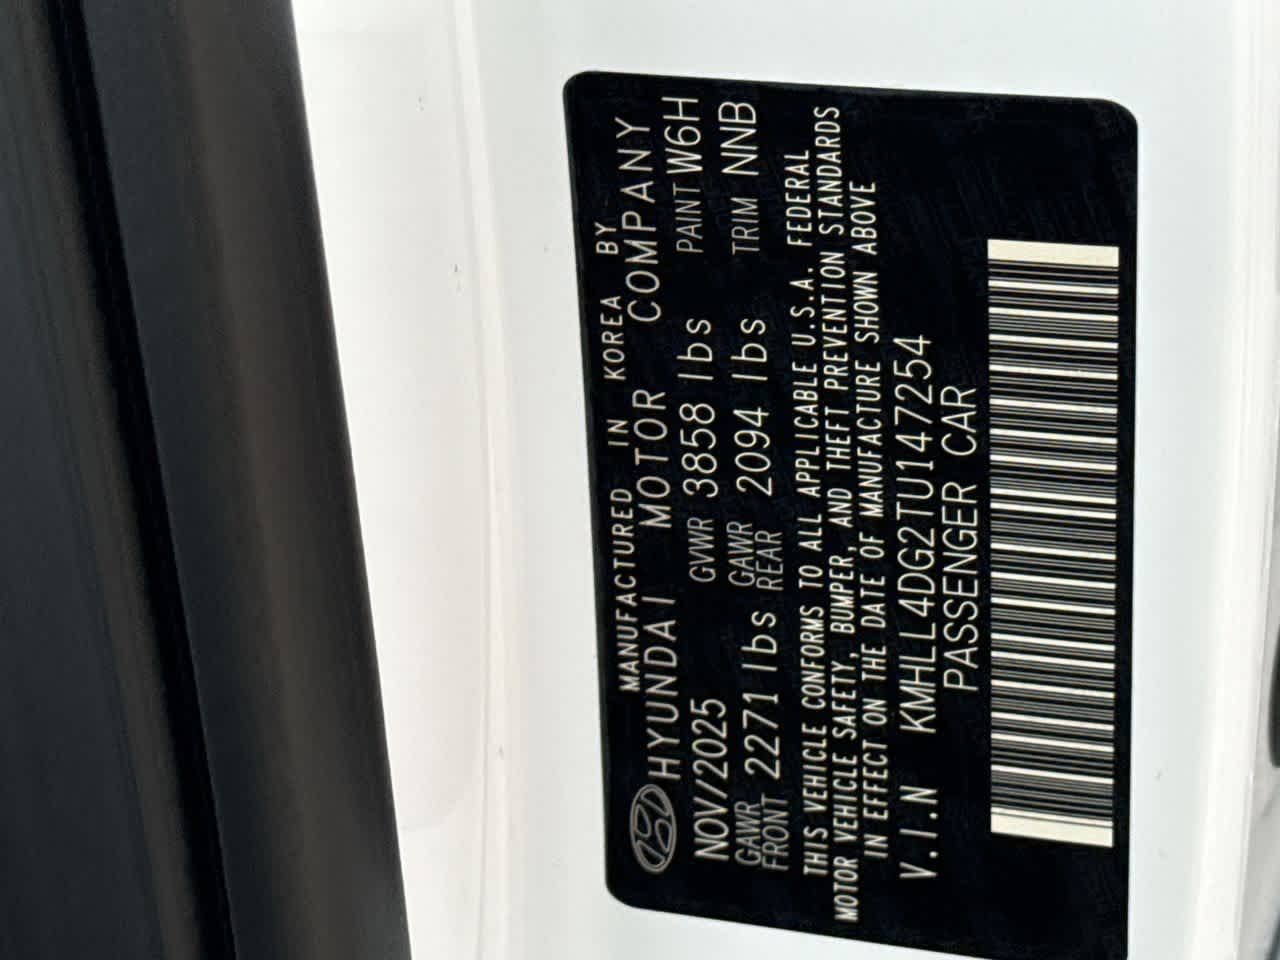 MANUFACTURED IN KOREA BY
HYUNDAI MOTOR COMPANY
NOV/2025 GVWR 3858 lbs PAINT W6H
GAWR FRONT 2271 lbs GAWR REAR 2094 lbs TRIM NNB
THIS VEHICLE CONFORMS TO ALL APPLICABLE U.S.A. FEDERAL
MOTOR VEHICLE SAFETY, BUMPER, AND THEFT PREVENTION STANDARDS
IN EFFECT ON THE DATE OF MANUFACTURE SHOWN ABOVE
V.I.N KMHLL4DG2TU147254
PASSENGER CAR